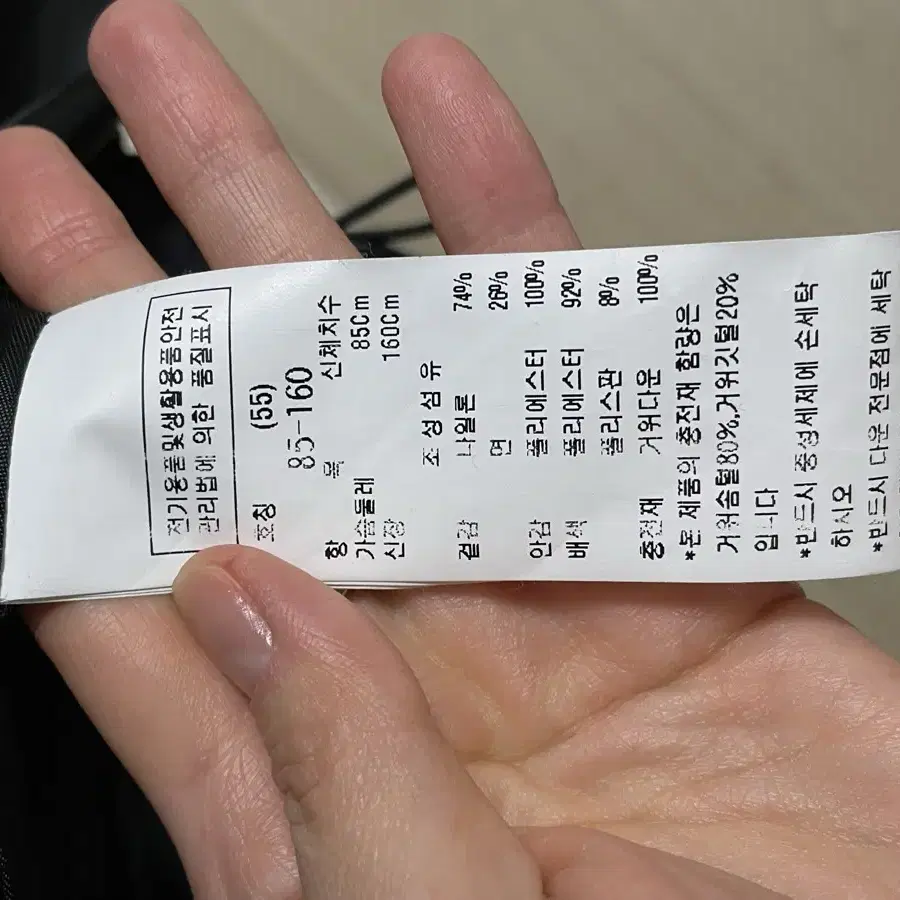 전기용품및생활용품안전
관리법에 의한 품질표시
호칭 (55)
85-160
항 목 신체치수
가슴둘레 85Cm
신장 160Cm
조성섬유
겉감 나일론 74%
면 26%
안감 폴리에스터 100%
배색 폴리에스터 92%
폴리스판 8%
충전재 거위다운 100%
*본 제품의 충전재 함량은
거위솜털80%,거위깃털20%
입니다
*반드시 중성세제에 손세탁
하시오
*반드시 다운 전문점에 세탁